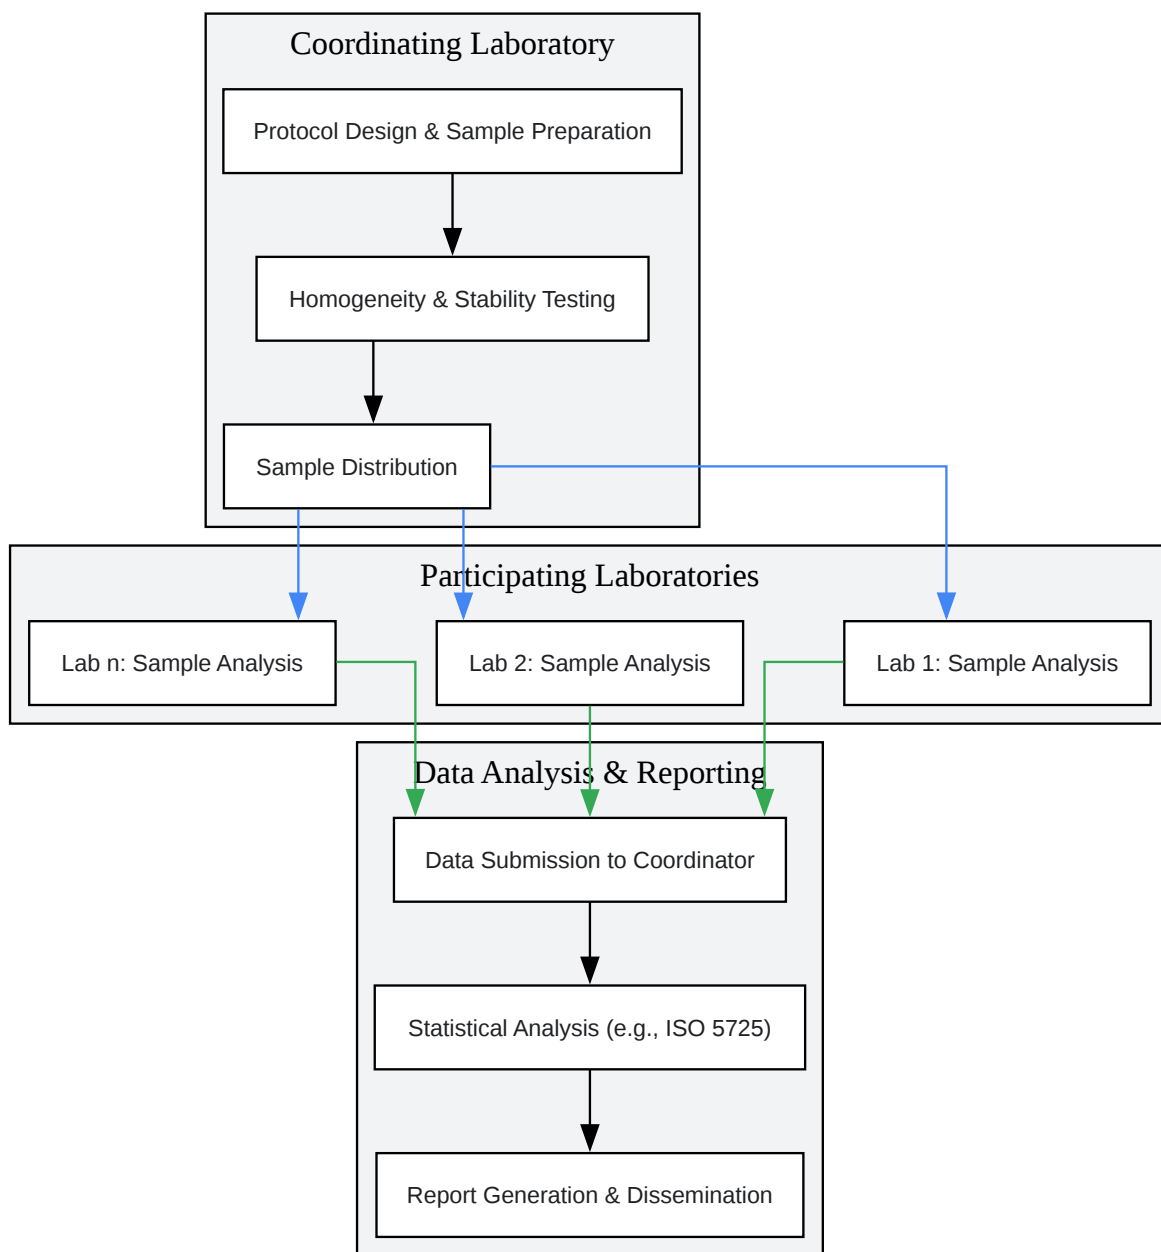 Coordinating Laboratory
Protocol Design & Sample Preparation
Homogeneity & Stability Testing
Sample Distribution
Participating Laboratories
Lab n: Sample Analysis
Lab 2: Sample Analysis
Lab 1: Sample Analysis
Data Analysis & Reporting
Data Submission to Coordinator
Statistical Analysis (e.g., ISO 5725)
Report Generation & Dissemination